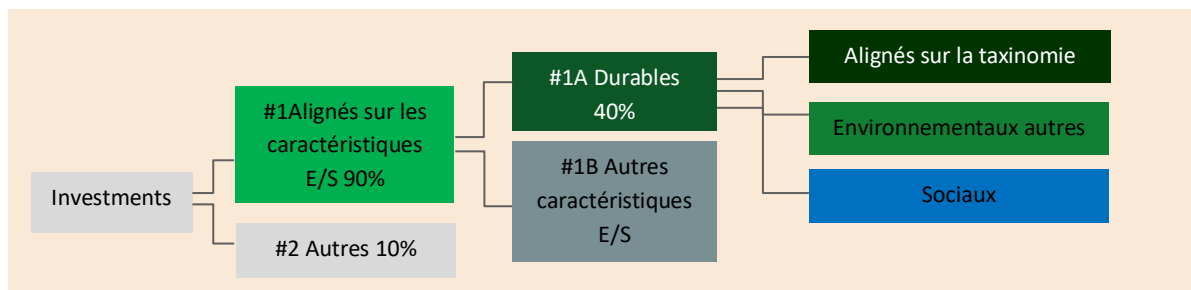 Investments
#1Alignés sur les
caractéristiques
E/S 90%
#2 Autres 10%
#1A Durables
40%
#1B Autres
caractéristiques
E/S
Alignés sur la taxinomie
Environnementaux autres
Sociaux